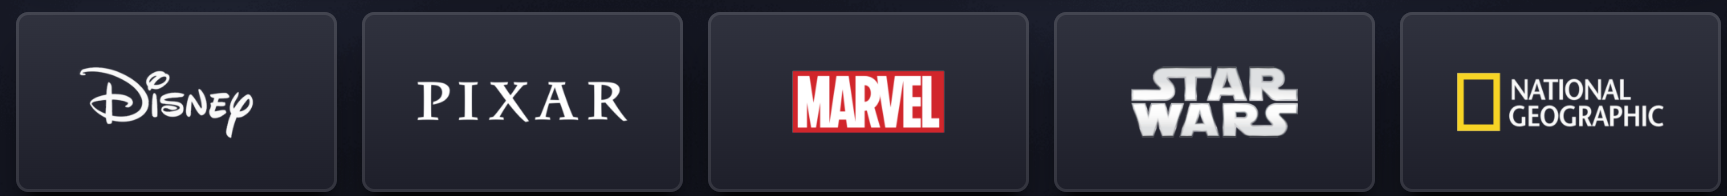 DISNEY
PIXAR
MARVEL
STAR
WARS
NATIONAL
GEOGRAPHIC